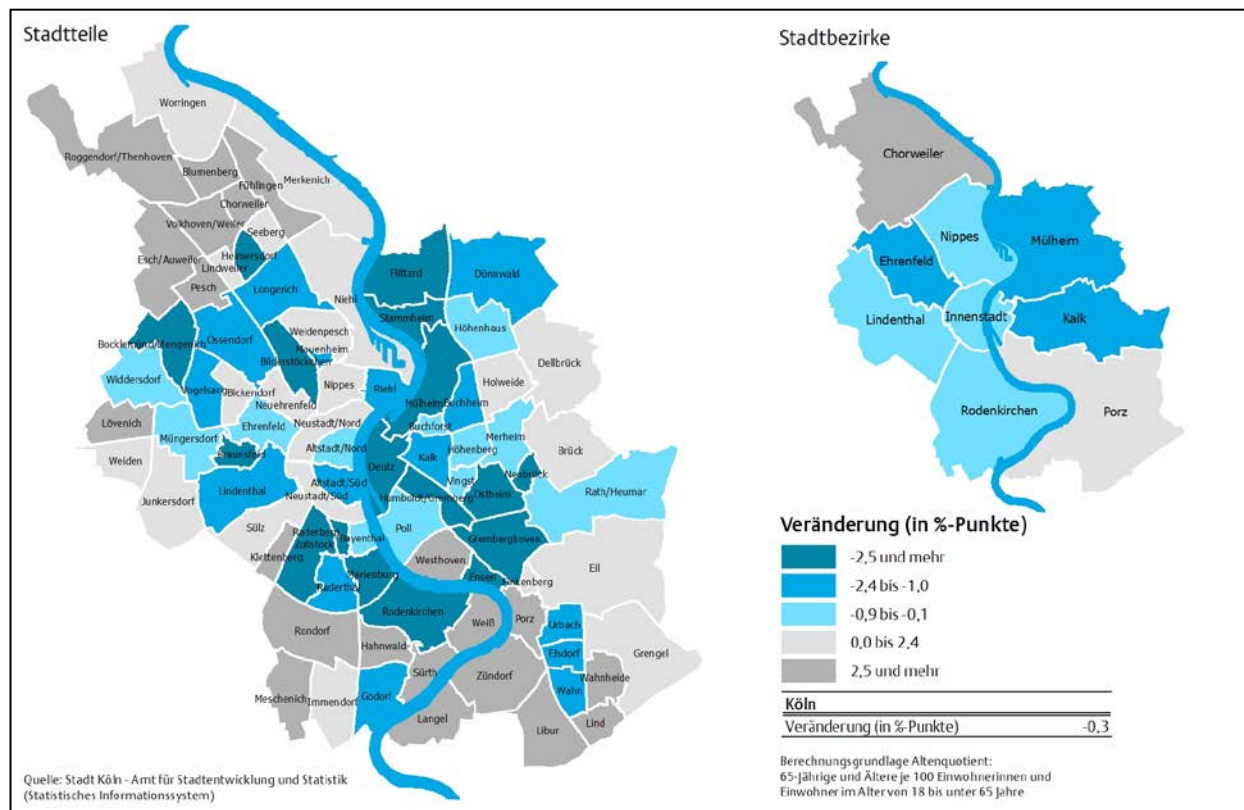 Stadtteile
Worringen
Roggendorf/Thenhoven
Blumenberg
Fühlingen
Merkenich
Chorweiler
Volkhoven/Weiler
Seeberg
Heimersdorf
Esch/Auweiler
Lindweiler
Pesch
Longerich
Niehl
Flittard
Dünnwald
Stammheim
Höhenhaus
Weidenpesch
Ossendorf
Mauenheim
Bocklemünd/Mengenich
Bilderstöckchen
Dellbrück
Widdersdorf
Vogelsang
Bickendorf
Nippes
Riehl
Holweide
Neuehrenfeld
Mülheim
Buchheim
Lövenich
Ehrenfeld
Neustadt/Nord
Buchforst
Müngersdorf
Altstadt/Nord
Merheim
Höhenberg
Brück
Weiden
Braunsfeld
Kalk
Deutz
Vingst
Neubrück
Junkersdorf
Lindenthal
Altstadt/Süd
Neustadt/Süd
Humboldt/Gremberg
Ostheim
Rath/Heumar
Sülz
Raderberg
Zollstock
Bayenthal
Poll
Gremberghoven
Klettenberg
Westhoven
Eil
Raderthal
Marienburg
Ensen
Finkenberg
Rodenkirchen
Rondorf
Weiß
Porz
Urbach
Hahnwald
Elsdorf
Grengel
Sürth
Zündorf
Wahnheide
Meschenich
Immendorf
Godorf
Wahn
Langel
Libur
Lind
Quelle: Stadt Köln - Amt für Stadtentwicklung und Statistik
(Statistisches Informationssystem)
Stadtbezirke
Chorweiler
Nippes
Mülheim
Ehrenfeld
Lindenthal
Innenstadt
Kalk
Rodenkirchen
Porz
Veränderung (in %-Punkte)
-2,5 und mehr
-2,4 bis -1,0
-0,9 bis -0,1
0,0 bis 2,4
2,5 und mehr
Köln
Veränderung (in %-Punkte) -0,3
Berechnungsgrundlage Altenquotient:
65-Jährige und Ältere je 100 Einwohnerinnen und
Einwohner im Alter von 18 bis unter 65 Jahre